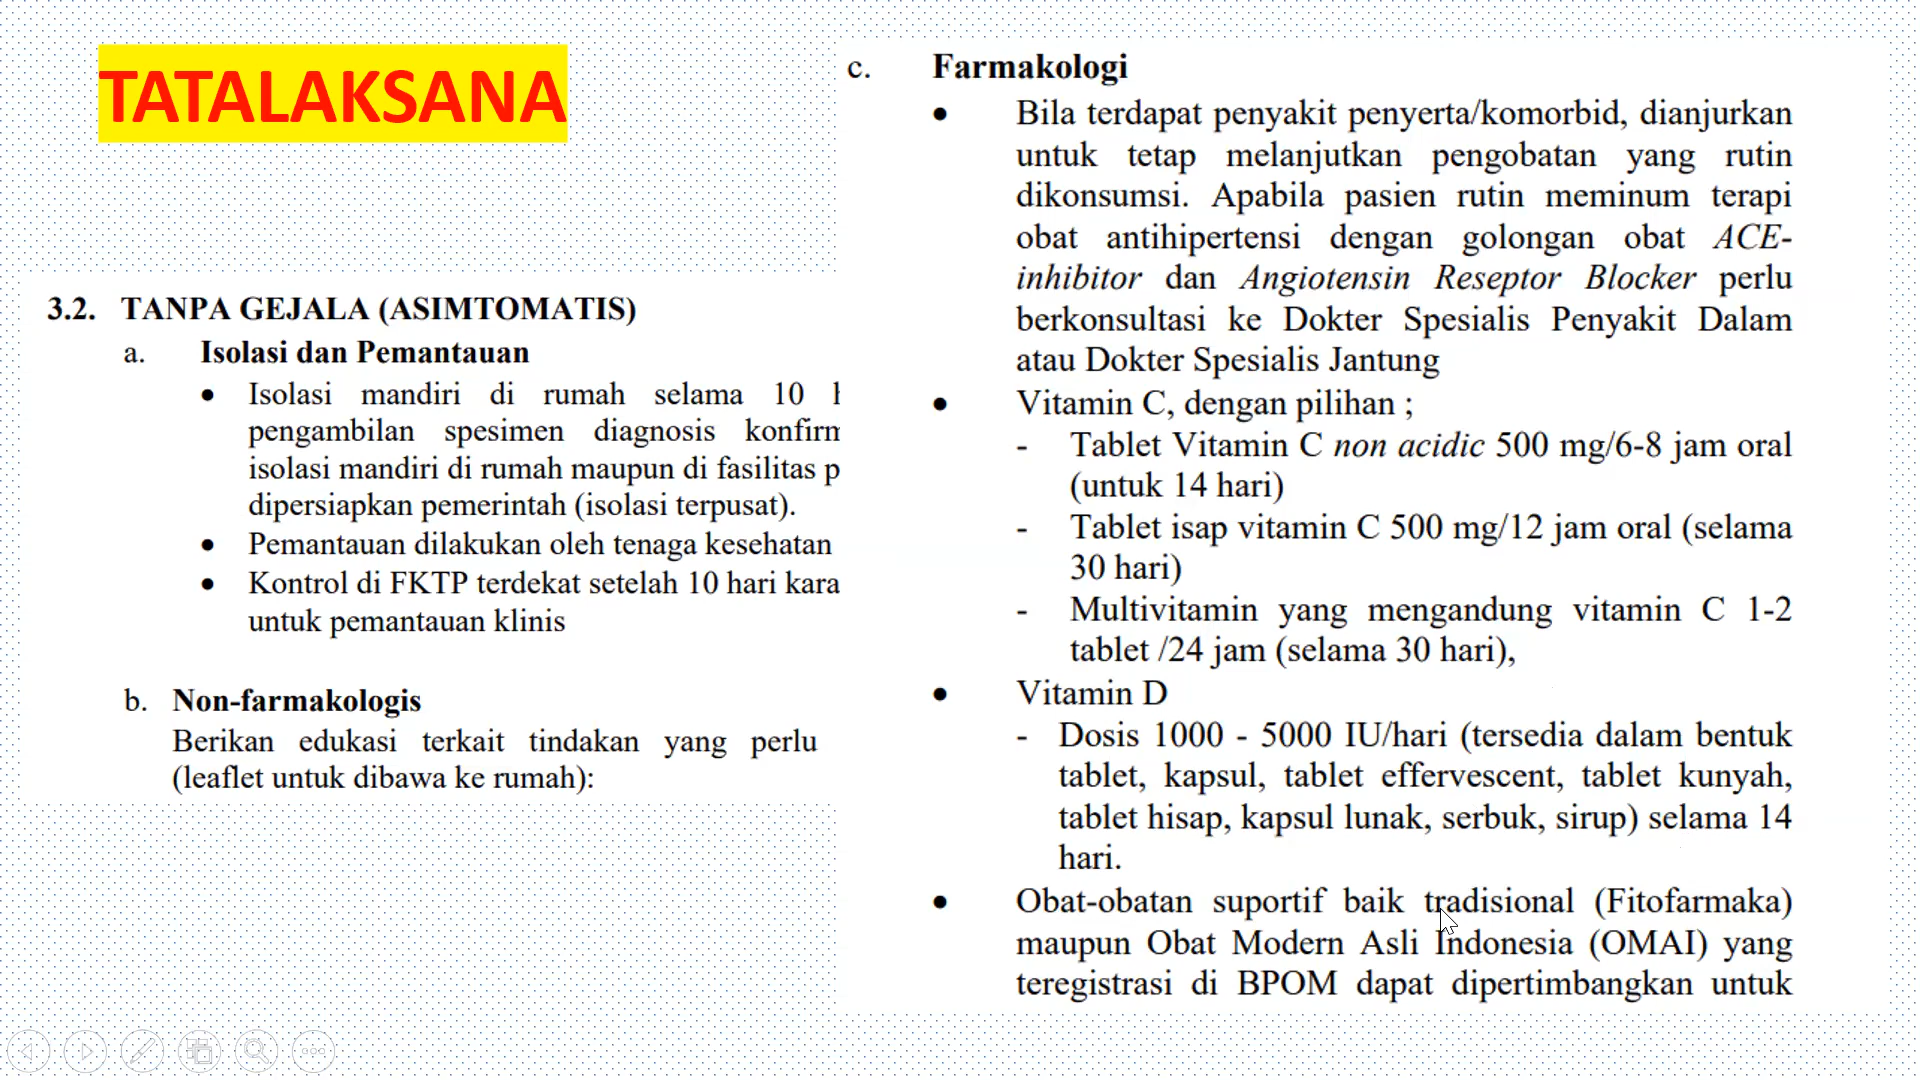 TATALAKSANA
3.2. TANPA GEJALA (ASIMTOMATIS)
a. Isolasi dan Pemantauan
• Isolasi mandiri di rumah selama 10
pengambilan spesimen diagnosis
isolasi mandiri di rumah maupun di fasilitas
dipersiapkan pemerintah (isolasi terpusat).
• Pemantauan dilakukan oleh tenaga kesehatan
• Kontrol di FKTP terdekat setelah 10 hari
untuk pemantauan klinis
b. Non-farmakologis
Berikan edukasi terkait tindakan yang perlu
(leaflet untuk dibawa ke rumah):
c. Farmakologi
• Bila terdapat penyakit penyerta/komorbid, dianjurkan
untuk tetap melanjutkan pengobatan yang rutin
dikonsumsi. Apabila pasien rutin meminum terapi
obat antihipertensi dengan golongan obat ACE-
inhibitor dan Angiotensin Reseptor Blocker perlu
berkonsultasi ke Dokter Spesialis Penyakit Dalam
atau Dokter Spesialis Jantung
• Vitamin C, dengan pilihan ;
- Tablet Vitamin C non acidic 500 mg/6-8 jam oral
(untuk 14 hari)
- Tablet isap vitamin C 500 mg/12 jam oral (selama
30 hari)
- Multivitamin yang mengandung vitamin C 1-2
tablet /24 jam (selama 30 hari),
• Vitamin D
- Dosis 1000 - 5000 IU/hari (tersedia dalam bentuk
tablet, kapsul, tablet effervescent, tablet kunyah,
tablet hisap, kapsul lunak, serbuk, sirup) selama 14
hari.
• Obat-obatan suportif baik tradisional (Fitofarmaka)
maupun Obat Modern Asli Indonesia (OMAI) yang
teregistrasi di BPOM dapat dipertimbangkan untuk